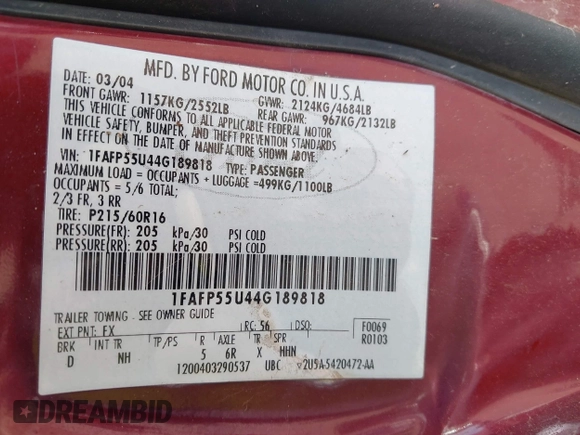 MFD. BY FORD MOTOR CO. IN U.S.A.
DATE: 03/04
GVWR: 2124KG/4684LB
FRONT GAWR: 1157KG/2552LB
REAR GAWR: 967KG/2132LB
THIS VEHICLE CONFORMS TO ALL APPLICABLE FEDERAL MOTOR
VEHICLE SAFETY, BUMPER, AND THEFT PREVENTION STANDARDS
IN EFFECT ON THE DATE OF MANUFACTURE SHOWN ABOVE.
VIN: 1FAFP55U44G189818 TYPE: PASSENGER
MAXIMUM LOAD = OCCUPANTS + LUGGAGE =499KG/1100LB
OCCUPANTS = 5/6 TOTAL;
2/3 FR, 3 RR
TIRE: P215/60R16
PRESSURE(FR): 205 kPa/30 PSI COLD
PRESSURE(RR): 205 kPa/30 PSI COLD
1FAFP55U44G189818
TRAILER TOWING - SEE OWNER GUIDE
F0069
EXT PNT: FX RC: 56 DSO: R0103
BRK INT TR TP/PS R AXLE TR SPR
D NH 5 6R X HHN
1200403290537 UBC 2U5A-5420472-AA
DREAMBID